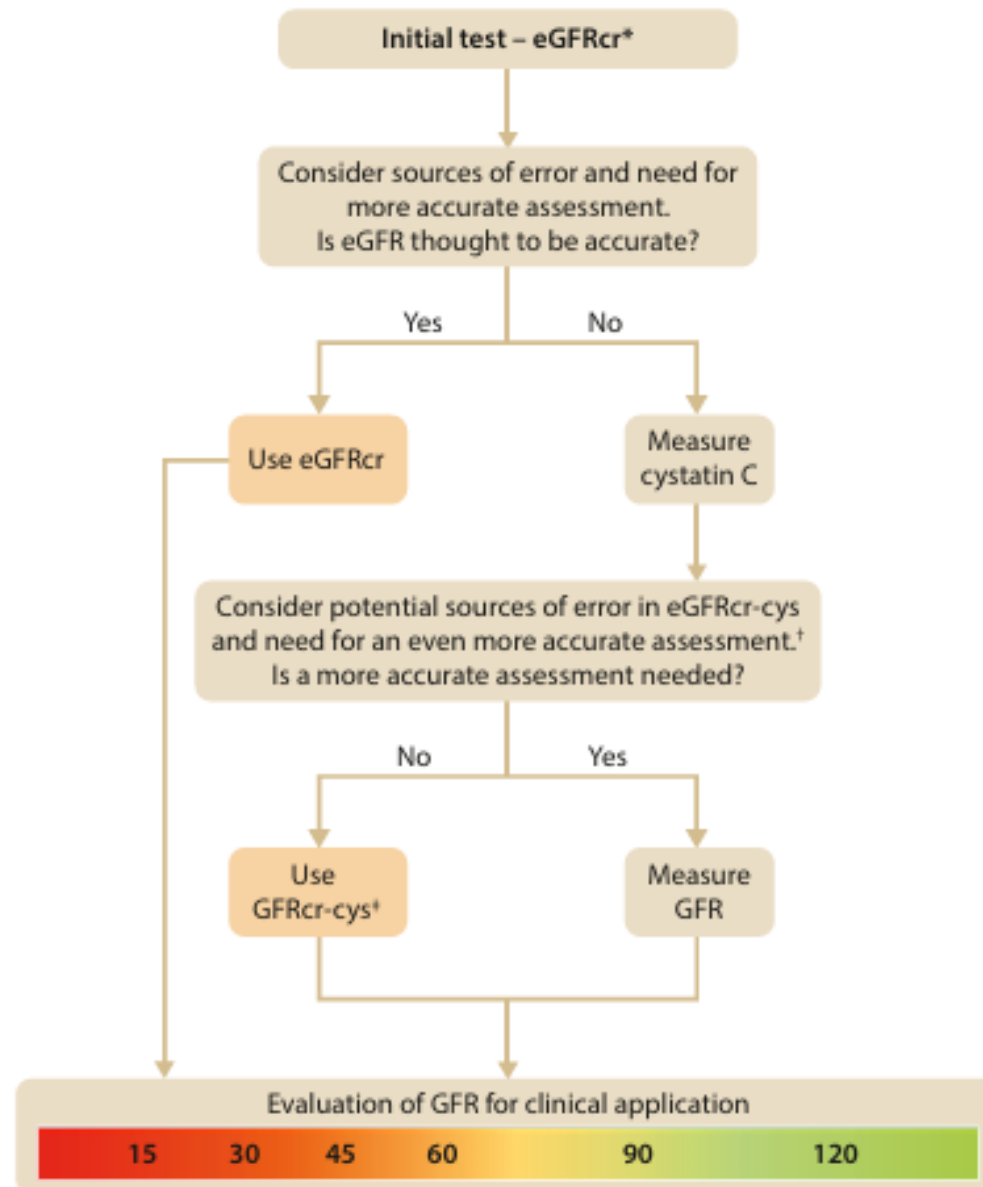 Initial test – eGFRcr*
Consider sources of error and need for
more accurate assessment.
Is eGFR thought to be accurate?
Yes
No
Use eGFRcr
Measure
cystatin C
Consider potential sources of error in eGFRcr-cys
and need for an even more accurate assessment.†
Is a more accurate assessment needed?
No
Yes
Use
GFRcr-cys‡
Measure
GFR
Evaluation of GFR for clinical application
15 30 45 60 90 120